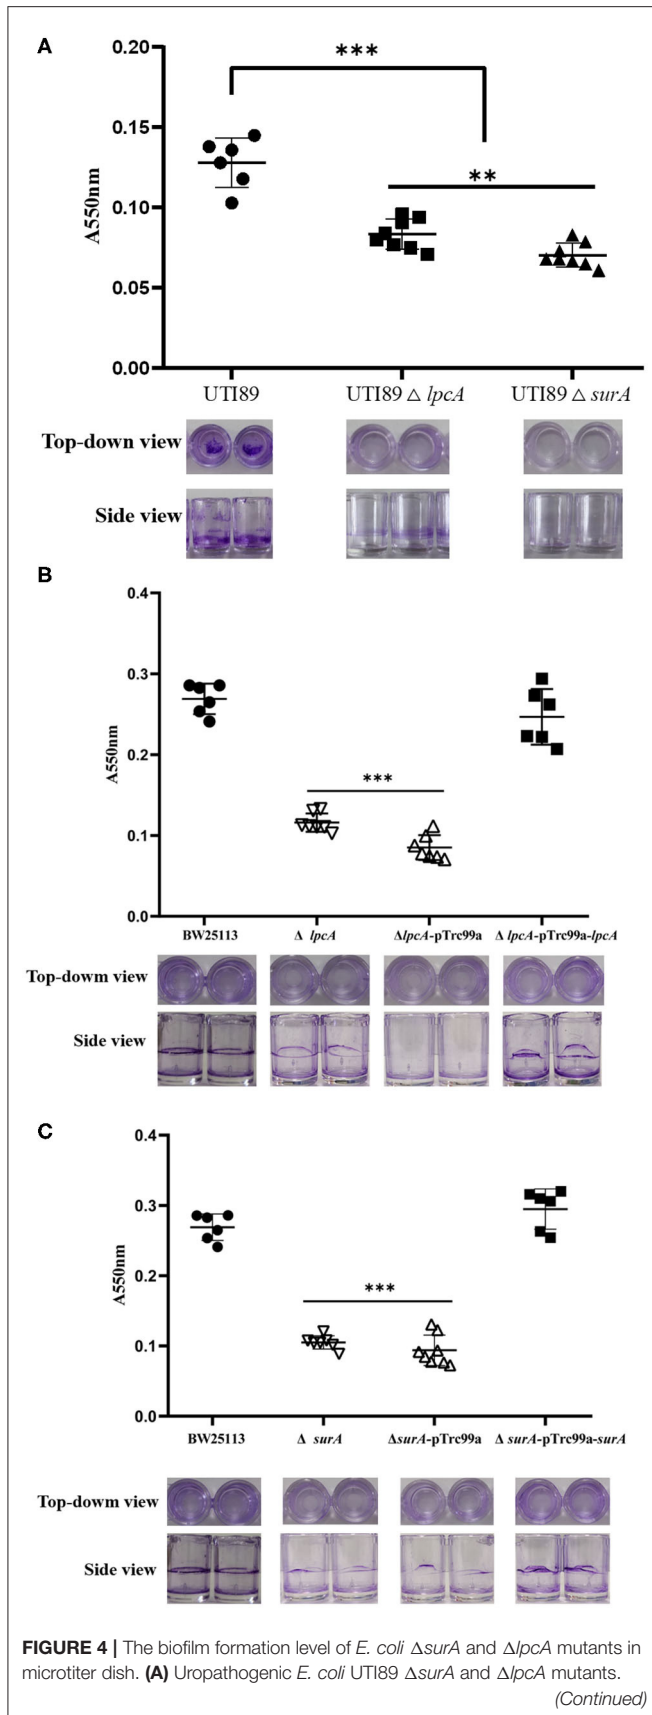 A
0.20
***
0.15
**
0.10
0.05
0.00
A550nm
UTI89
UTI89 △ lpcA
UTI89 △ surA
Top-down view
Side view
B
0.4
0.3
0.2
***
0.1
0.0
A550nm
BW25113
Δ lpcA
ΔlpcA-pTrc99a
Δ lpcA-pTrc99a-lpcA
Top-dowm view
Side view
C
0.4
0.3
0.2
***
0.1
0.0
A550nm
BW25113
Δ surA
ΔsurA-pTrc99a
Δ surA-pTrc99a-surA
Top-dowm view
Side view
FIGURE 4 | The biofilm formation level of E. coli ΔsurA and ΔlpcA mutants in
microtiter dish. (A) Uropathogenic E. coli UTI89 ΔsurA and ΔlpcA mutants.
(Continued)